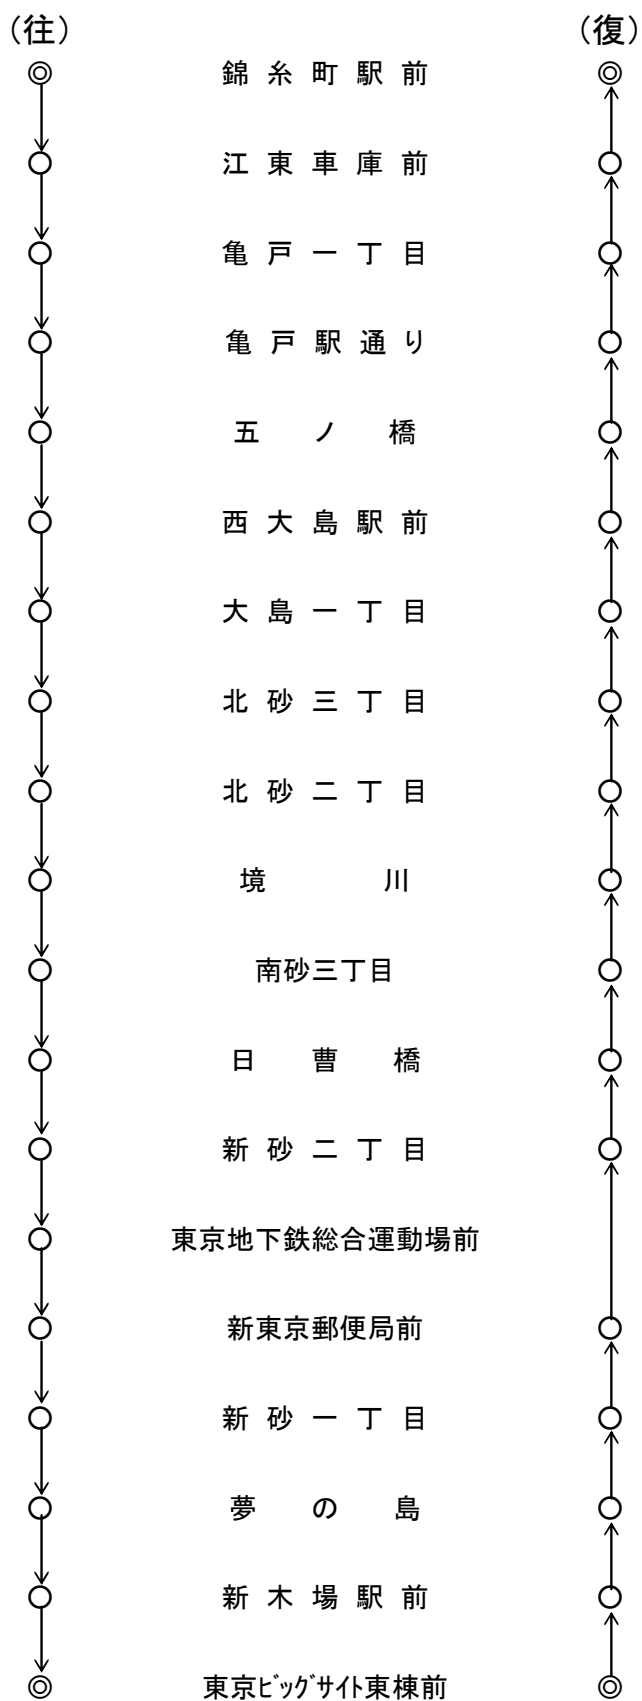 (往) (復)
錦糸町駅前
江東車庫前
亀戸一丁目
亀戸駅通り
五ノ橋
西大島駅前
大島一丁目
北砂三丁目
北砂二丁目
境川
南砂三丁目
日曹橋
新砂二丁目
東京地下鉄総合運動場前
新東京郵便局前
新砂一丁目
夢の島
新木場駅前
東京ﾋﾞｯｸﾞｻｲﾄ東棟前